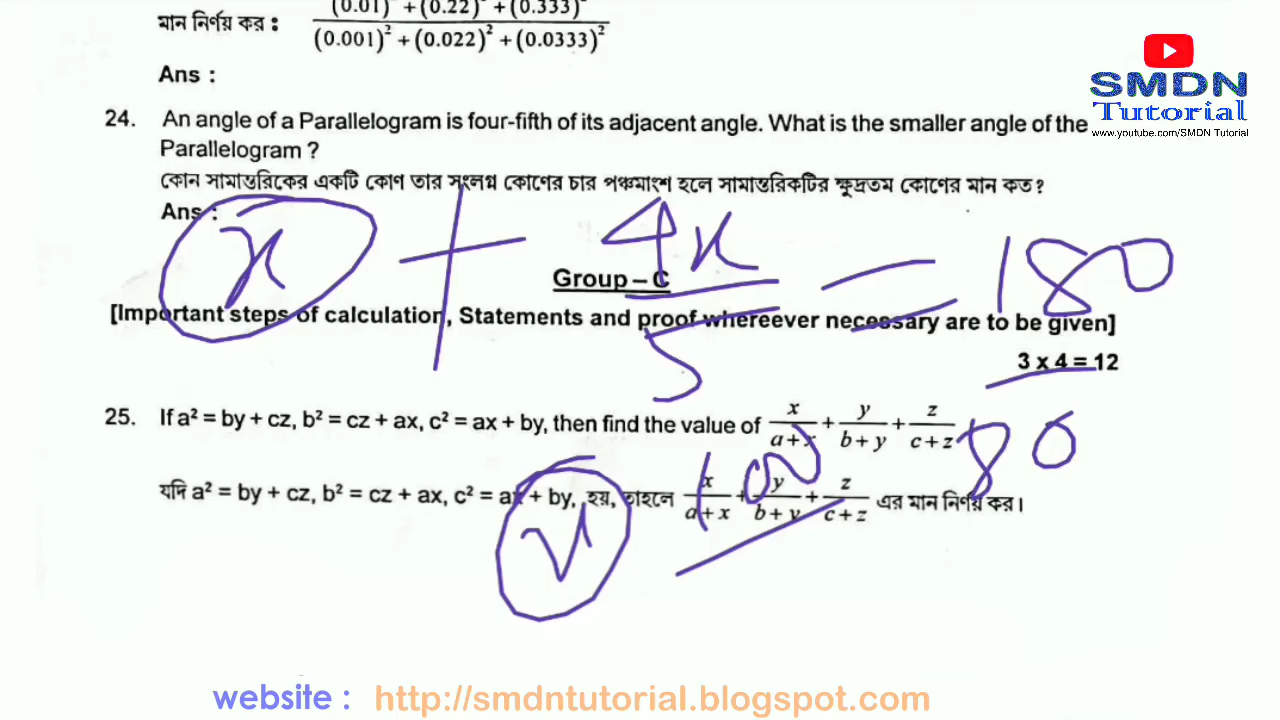 মান নির্ণয় কর : (0.01)² + (0.22)² + (0.333)² / (0.001)² + (0.022)² + (0.0333)²
Ans :
SMDN
Tutorial
www.youtube.com/SMDN Tutorial
24. An angle of a Parallelogram is four-fifth of its adjacent angle. What is the smaller angle of the
Parallelogram ?
কোন সামান্তরিকের একটি কোণ তার সংলগ্ন কোণের চার পঞ্চমাংশ হলে সামান্তরিকটির ক্ষুদ্রতম কোণের মান কত?
Ans :
x + 4x / 5 = 180
Group – C
[Important steps of calculation, Statements and proof whereever necessary are to be given]
3 x 4 = 12
25. If a² = by + cz, b² = cz + ax, c² = ax + by, then find the value of x/(a+x) + y/(b+y) + z/(c+z)
80
যদি a² = by + cz, b² = cz + ax, c² = ax + by, হয়, তাহলে x/(a+x) + y/(b+y) + z/(c+z) এর মান নির্ণয় কর।
100
website : http://smdntutorial.blogspot.com